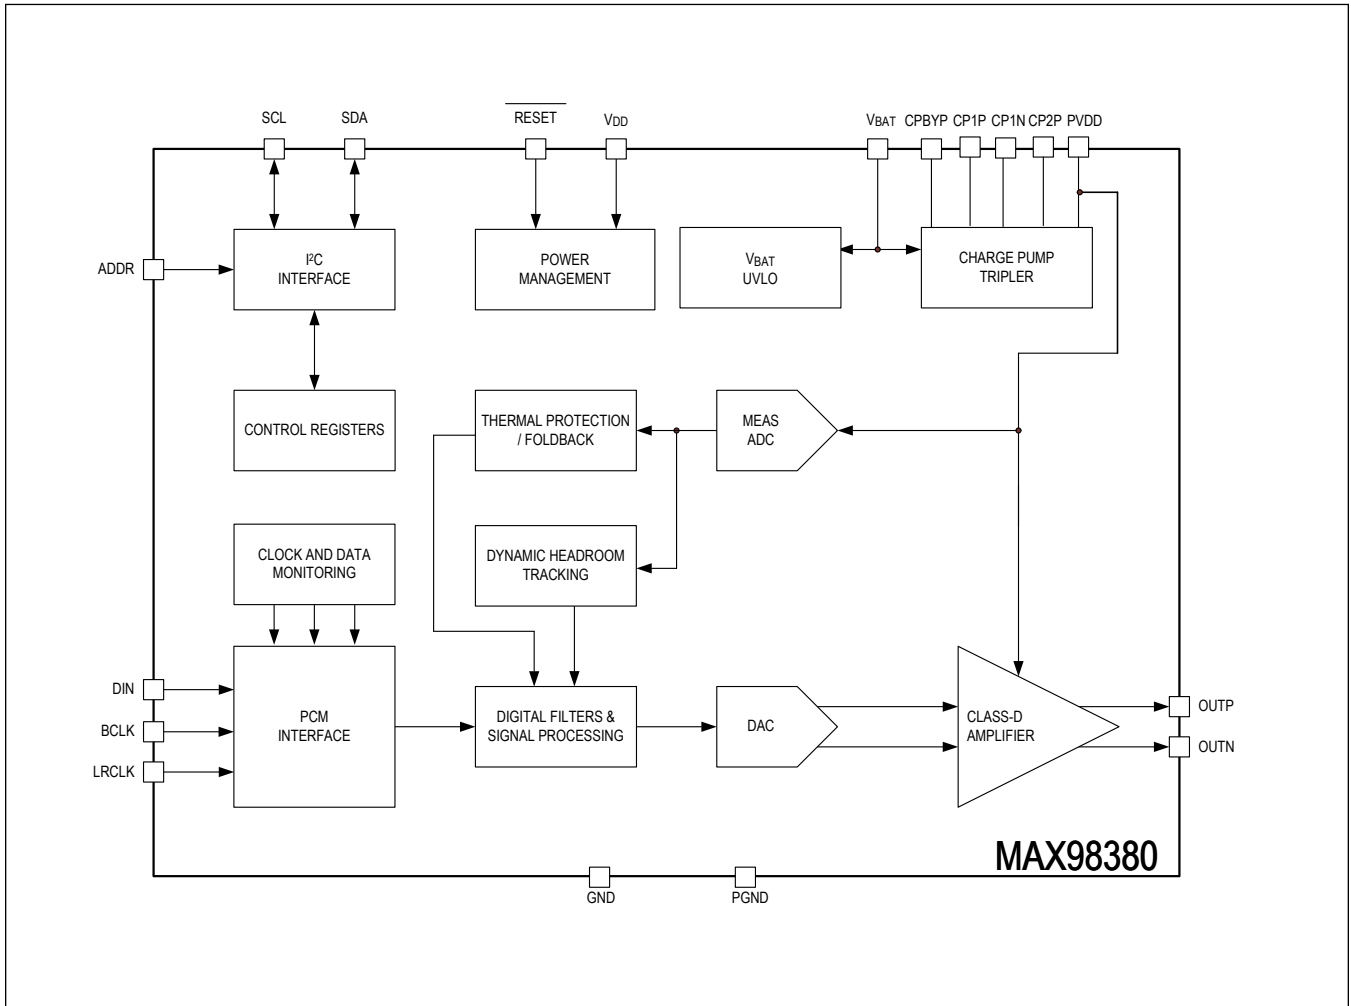 SCL
SDA
RESET
VDD
VBAT
CPBYP
CP1P
CP1N
CP2P
PVDD
ADDR
I²C
INTERFACE
POWER
MANAGEMENT
VBAT
UVLO
CHARGE PUMP
TRIPLER
CONTROL REGISTERS
THERMAL PROTECTION
/ FOLDBACK
MEAS
ADC
CLOCK AND DATA
MONITORING
DYNAMIC HEADROOM
TRACKING
DIN
BCLK
LRCLK
PCM
INTERFACE
DIGITAL FILTERS &
SIGNAL PROCESSING
DAC
CLASS-D
AMPLIFIER
OUTP
OUTN
MAX98380
GND
PGND